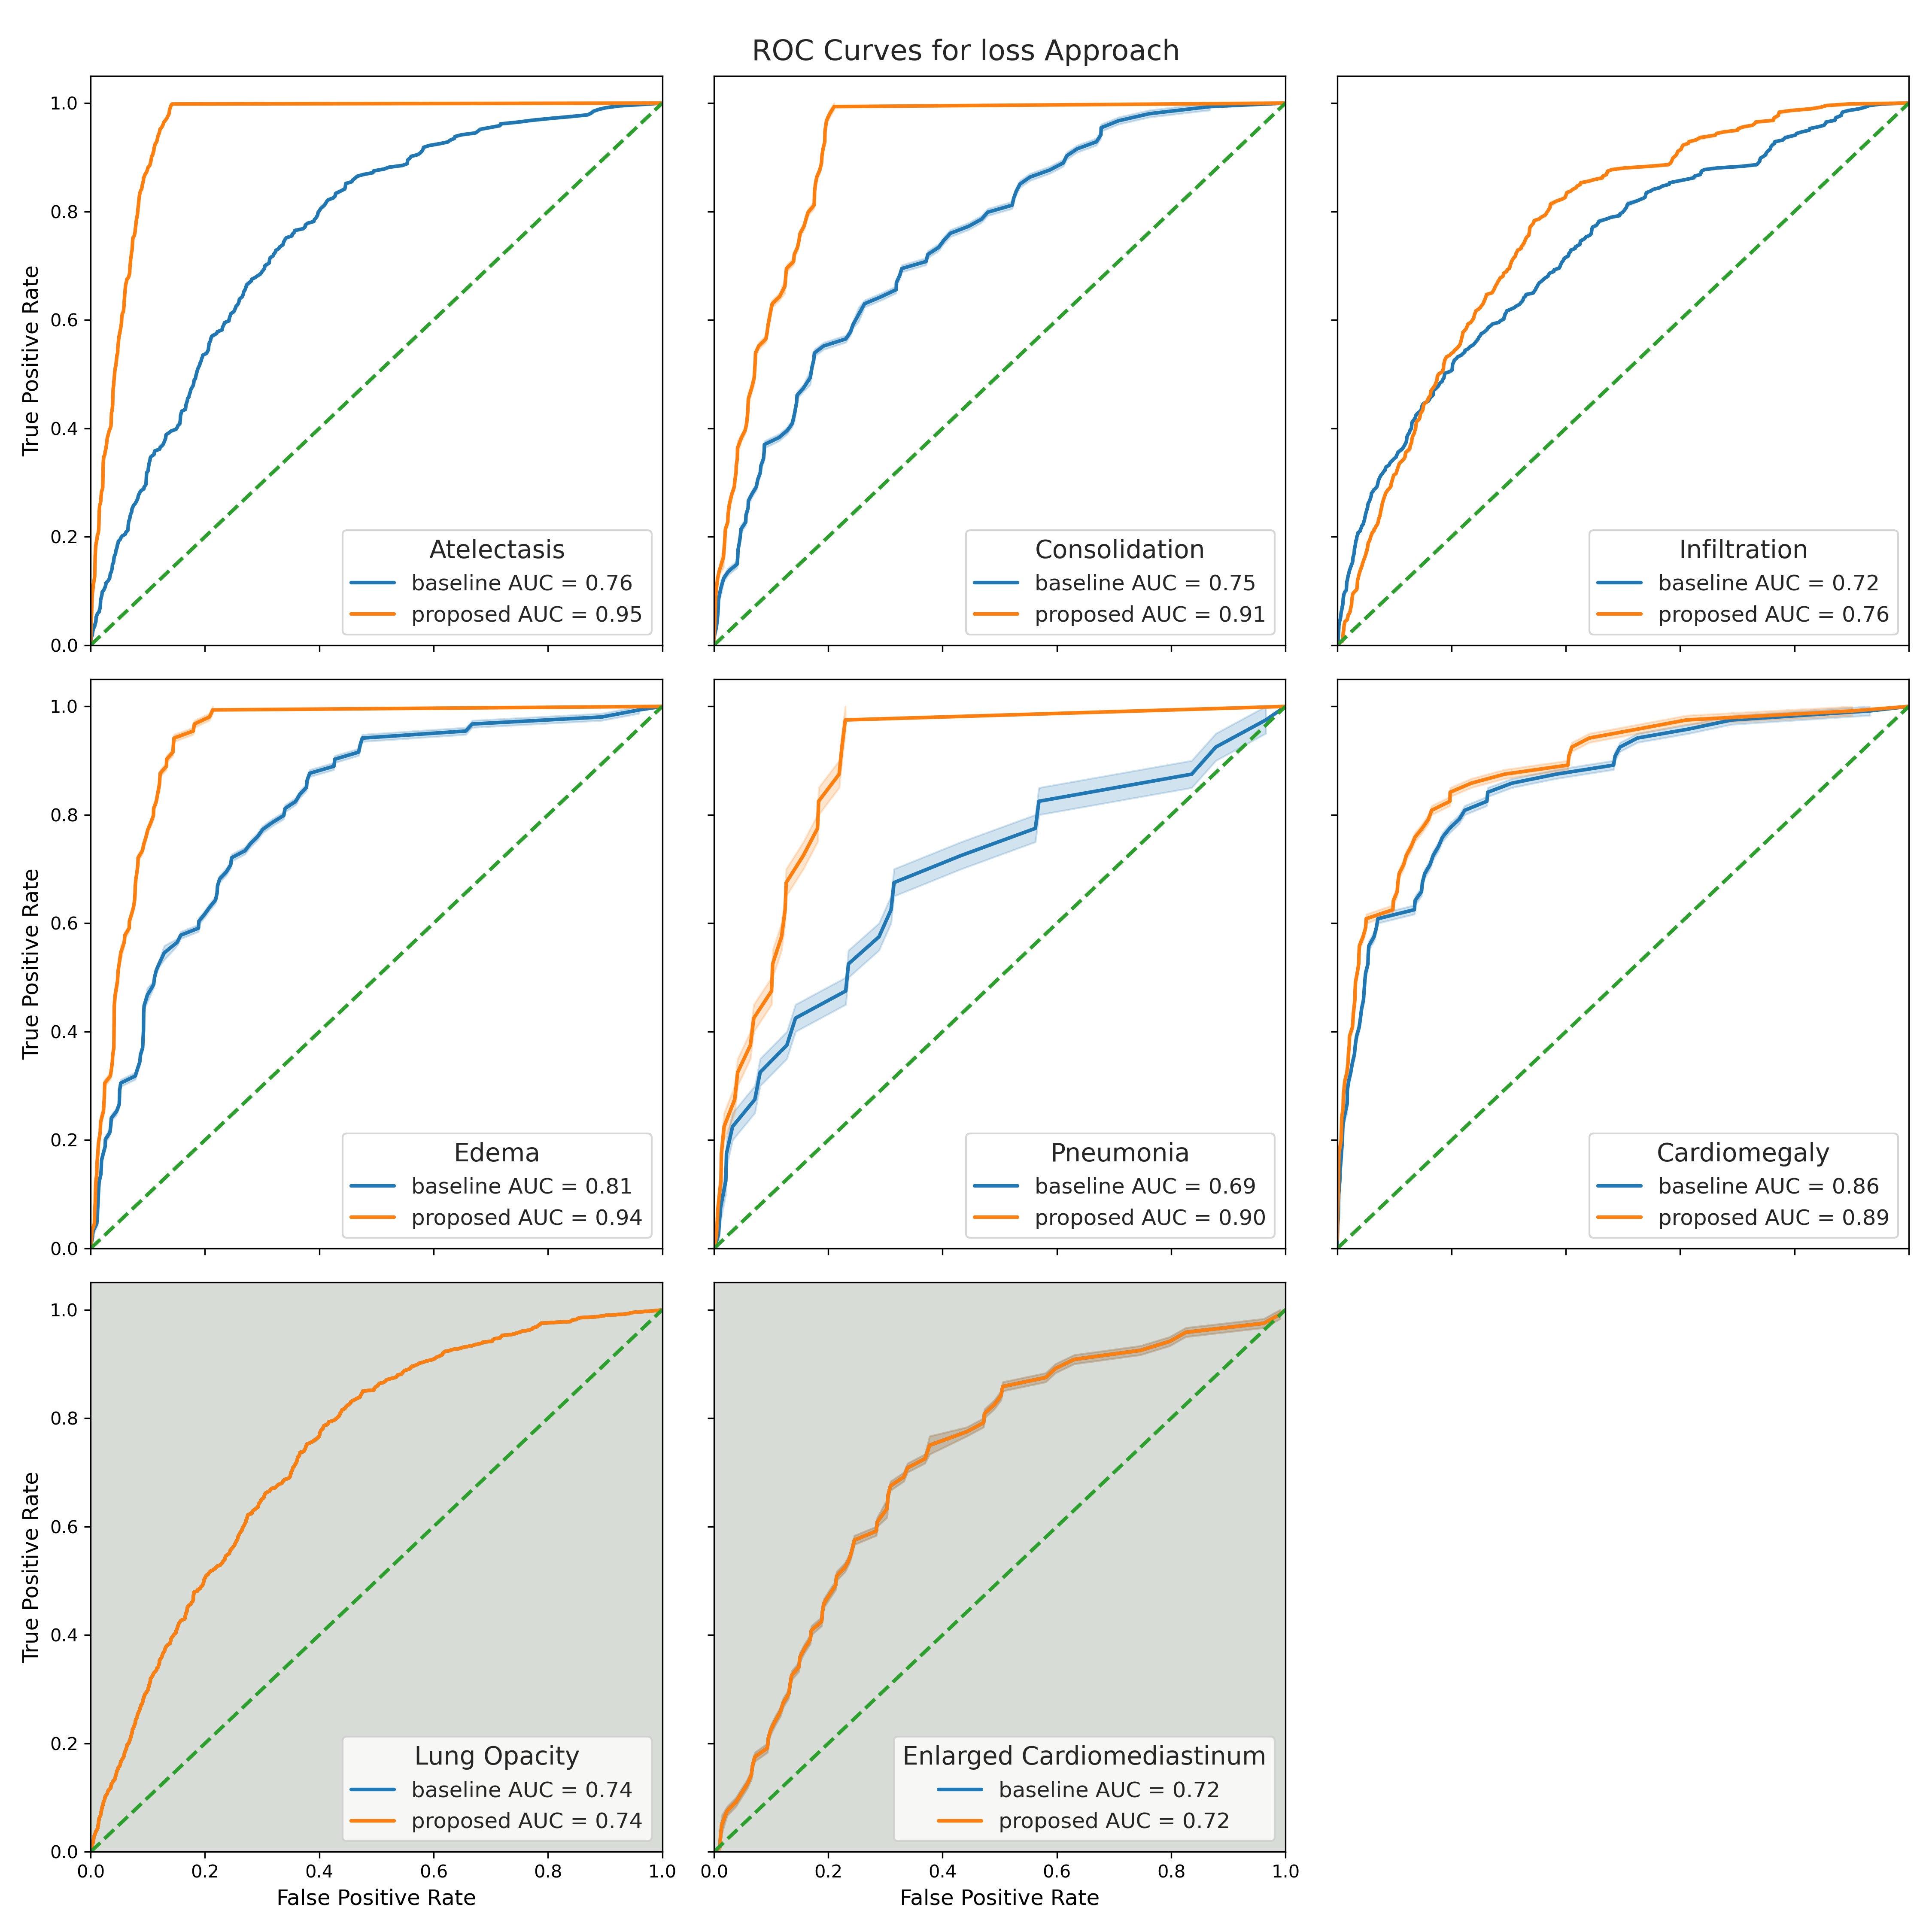 ROC Curves for loss Approach
True Positive Rate
1.0
0.8
0.6
0.4
0.2
0.0
Atelectasis
baseline AUC = 0.76
proposed AUC = 0.95
Consolidation
baseline AUC = 0.75
proposed AUC = 0.91
Infiltration
baseline AUC = 0.72
proposed AUC = 0.76
True Positive Rate
1.0
0.8
0.6
0.4
0.2
0.0
Edema
baseline AUC = 0.81
proposed AUC = 0.94
Pneumonia
baseline AUC = 0.69
proposed AUC = 0.90
Cardiomegaly
baseline AUC = 0.86
proposed AUC = 0.89
True Positive Rate
1.0
0.8
0.6
0.4
0.2
0.0
Lung Opacity
baseline AUC = 0.74
proposed AUC = 0.74
0.0 0.2 0.4 0.6 0.8 1.0
False Positive Rate
Enlarged Cardiomediastinum
baseline AUC = 0.72
proposed AUC = 0.72
0.0 0.2 0.4 0.6 0.8 1.0
False Positive Rate